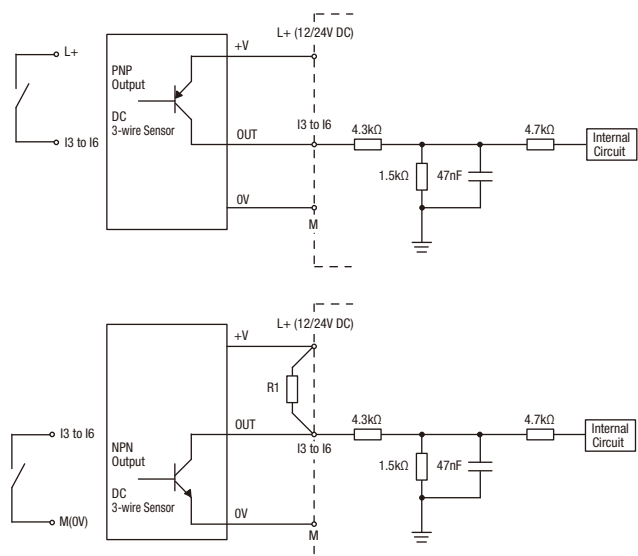 L+ (12/24V DC)
+V
L+
PNP
Output
DC
3-wire Sensor
I3 to I6
OUT
I3 to I6
4.3kΩ
4.7kΩ
Internal
Circuit
1.5kΩ
47nF
0V
M
L+ (12/24V DC)
+V
R1
I3 to I6
NPN
Output
DC
3-wire Sensor
M(0V)
OUT
I3 to I6
4.3kΩ
4.7kΩ
Internal
Circuit
1.5kΩ
47nF
0V
M